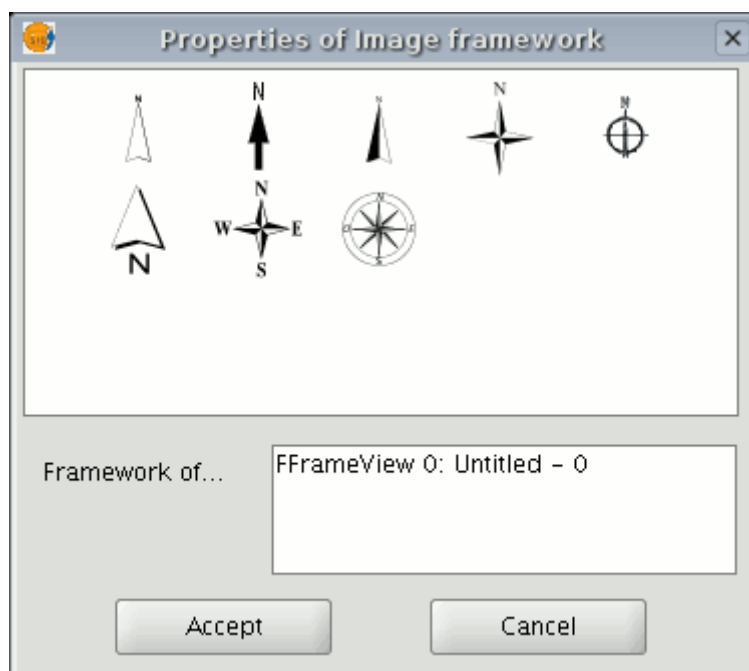 Properties of Image framework
N N N N N
N
W E
S
N
N
O E
S
Framework of...
FFrameView 0: Untitled - 0
Accept
Cancel